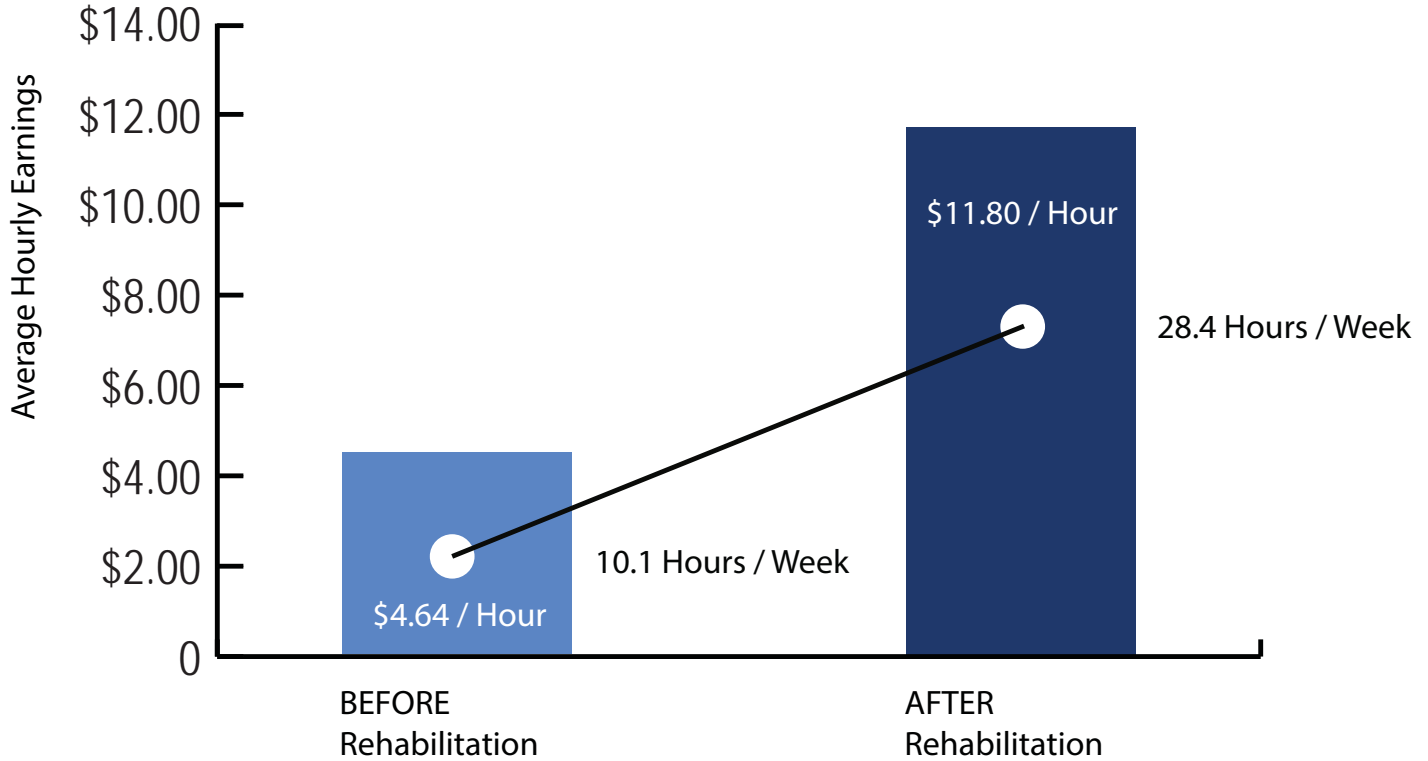 Average Hourly Earnings
$14.00
$12.00
$10.00
$8.00
$6.00
$4.00
$2.00
0
$11.80 / Hour
28.4 Hours / Week
10.1 Hours / Week
$4.64 / Hour
BEFORE
Rehabilitation
AFTER
Rehabilitation